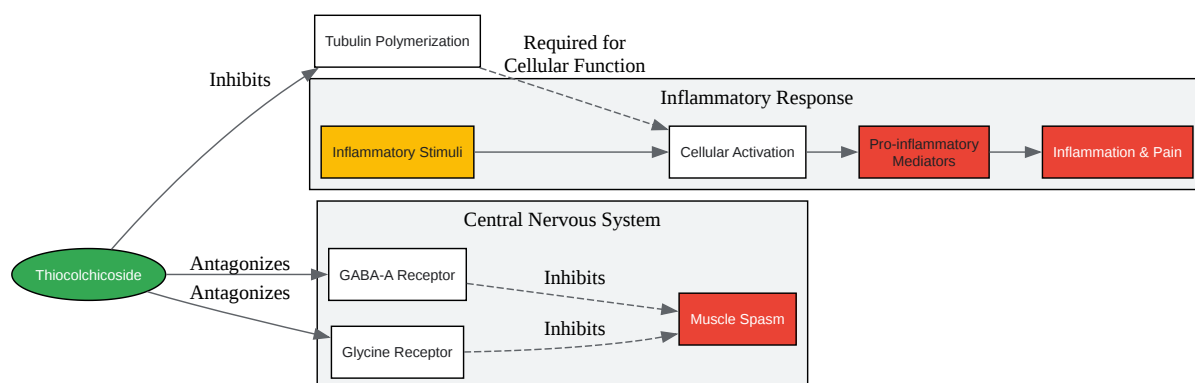 Tubulin Polymerization
Required for
Cellular Function
Inhibits
Inflammatory Response
Inflammatory Stimuli
Cellular Activation
Pro-inflammatory
Mediators
Inflammation & Pain
Central Nervous System
Thiocolchicoside
Antagonizes
GABA-A Receptor
Inhibits
Antagonizes
Muscle Spasm
Inhibits
Glycine Receptor